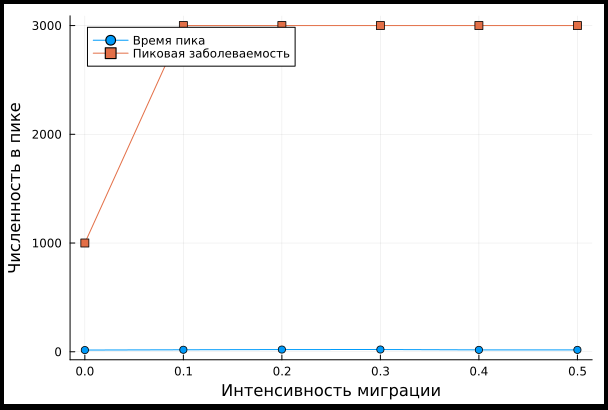 3000
Время пика
Пиковая заболеваемость
2000
Численность в пике
1000
0
0.0 0.1 0.2 0.3 0.4 0.5
Интенсивность миграции